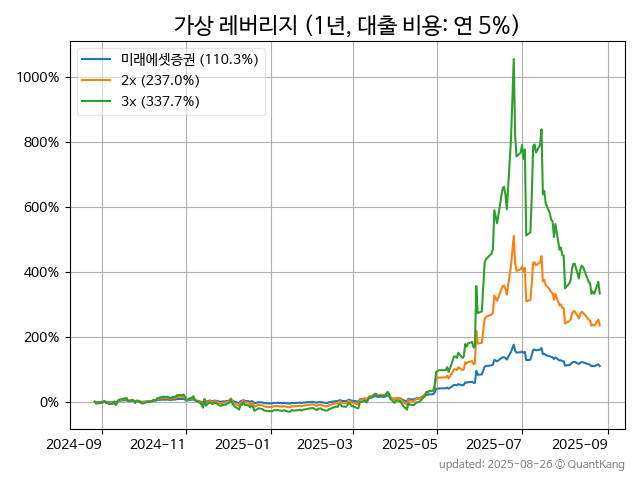 가상 레버리지 (1년, 대출 비용: 연 5%)
미래에셋증권 (110.3%)
2x (237.0%)
3x (337.7%)
1000%
800%
600%
400%
200%
0%
2024-09 2024-11 2025-01 2025-03 2025-05 2025-07 2025-09
updated: 2025-08-26 © QuantKang